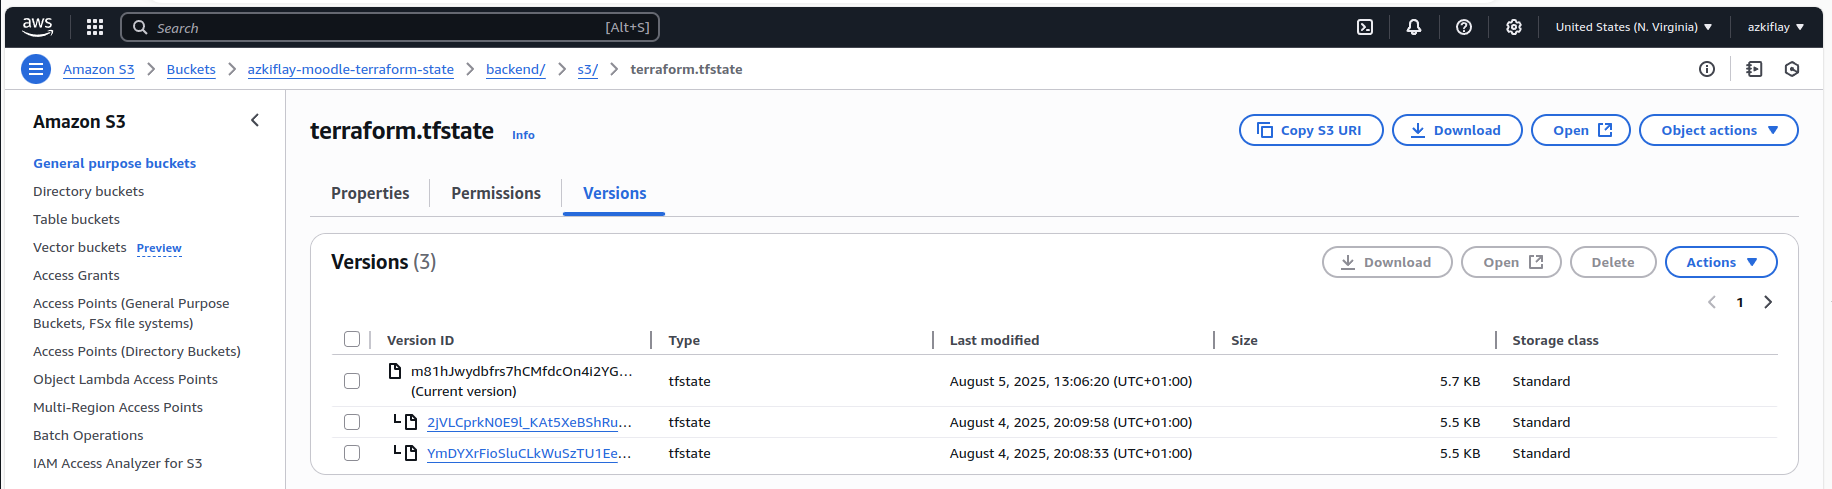 aws
Search [Alt+S]
United States (N. Virginia)
azkiflay
Amazon S3 > Buckets > azkiflay-moodle-terraform-state > backend/ > s3/ > terraform.tfstate
Amazon S3
General purpose buckets
Directory buckets
Table buckets
Vector buckets Preview
Access Grants
Access Points (General Purpose
Buckets, FSx file systems)
Access Points (Directory Buckets)
Object Lambda Access Points
Multi-Region Access Points
Batch Operations
IAM Access Analyzer for S3
terraform.tfstate Info
Copy S3 URI
Download
Open
Object actions
Properties
Permissions
Versions
Versions (3)
Download
Open
Delete
Actions
1
Version ID Type Last modified Size Storage class
m81hJwydbfrs7hCMfdcOn4i2YG...
(Current version)
tfstate August 5, 2025, 13:06:20 (UTC+01:00) 5.7 KB Standard
2jVLCprkN0E9l_KAt5XeBShRu... tfstate August 4, 2025, 20:09:58 (UTC+01:00) 5.5 KB Standard
YmDYXrFioSluCLkWuSzTU1Ee... tfstate August 4, 2025, 20:08:33 (UTC+01:00) 5.5 KB Standard